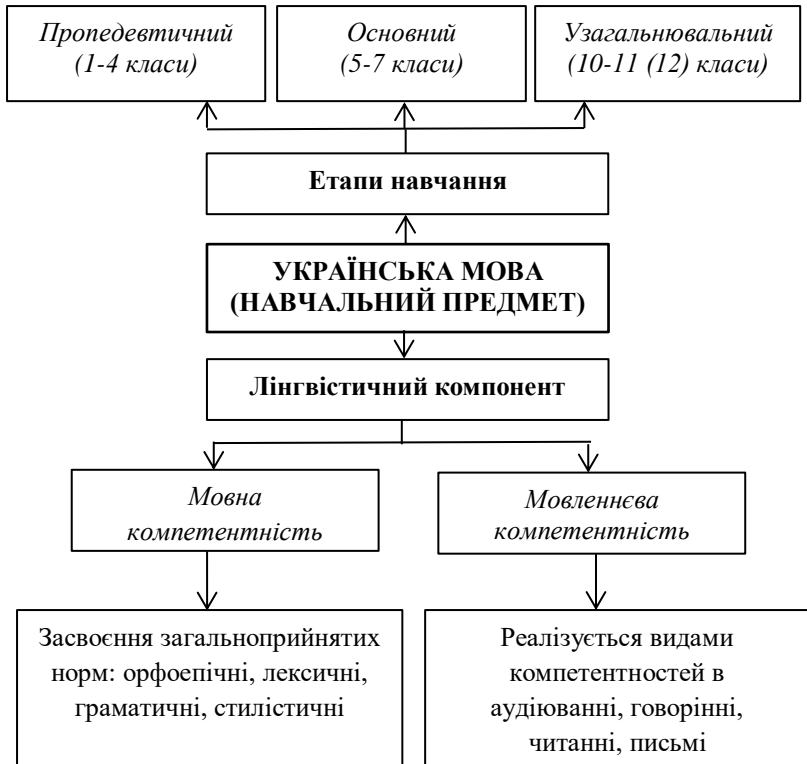 Пропедевтичний
(1-4 класи)
Основний
(5-7 класи)
Узагальнювальний
(10-11 (12) класи)
Етапи навчання
УКРАЇНСЬКА МОВА
(НАВЧАЛЬНИЙ ПРЕДМЕТ)
Лінгвістичний компонент
Мовна
компетентність
Мовленнєва
компетентність
Засвоєння загальноприйнятих
норм: орфоепічні, лексичні,
граматичні, стилістичні
Реалізується видами
компетентностей в
аудіюванні, говорінні,
читанні, письмі